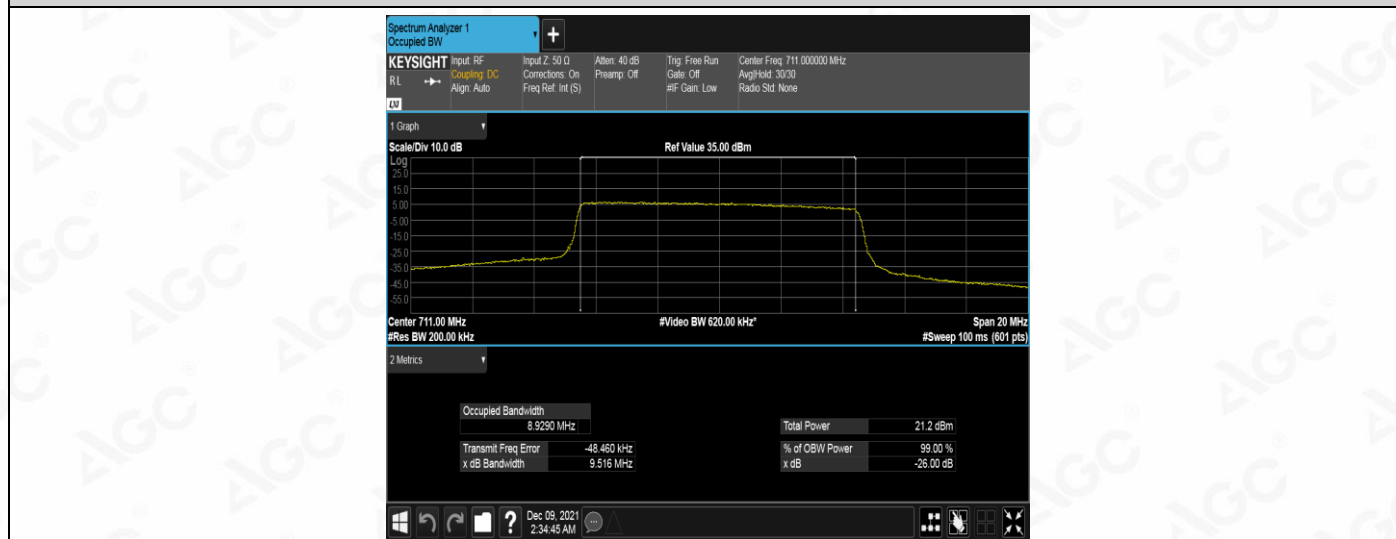 Spectrum Analyzer 1
Occupied BW
+
KEYSIGHT
RL
Input: RF
Coupling: DC
Align: Auto
Input Z: 50 Ω
Corrections: On
Freq Ref: Int (S)
Atten: 40 dB
Preamp: Off
Trig: Free Run
Gate: Off
#IF Gain: Low
Center Freq: 711.000000 MHz
Avg|Hold: 30/30
Radio Std: None
LXI
1 Graph
Scale/Div 10.0 dB
Ref Value 35.00 dBm
Log
25.0
15.0
5.00
-5.00
-15.0
-25.0
-35.0
-45.0
-55.0
Center 711.00 MHz
#Video BW 620.00 kHz*
Span 20 MHz
#Res BW 200.00 kHz
#Sweep 100 ms (601 pts)
2 Metrics
Occupied Bandwidth
8.9290 MHz
Total Power 21.2 dBm
Transmit Freq Error -48.460 kHz
% of OBW Power 99.00 %
x dB Bandwidth 9.516 MHz
x dB -26.00 dB
?
Dec 09, 2021
2:34:45 AM
AGC